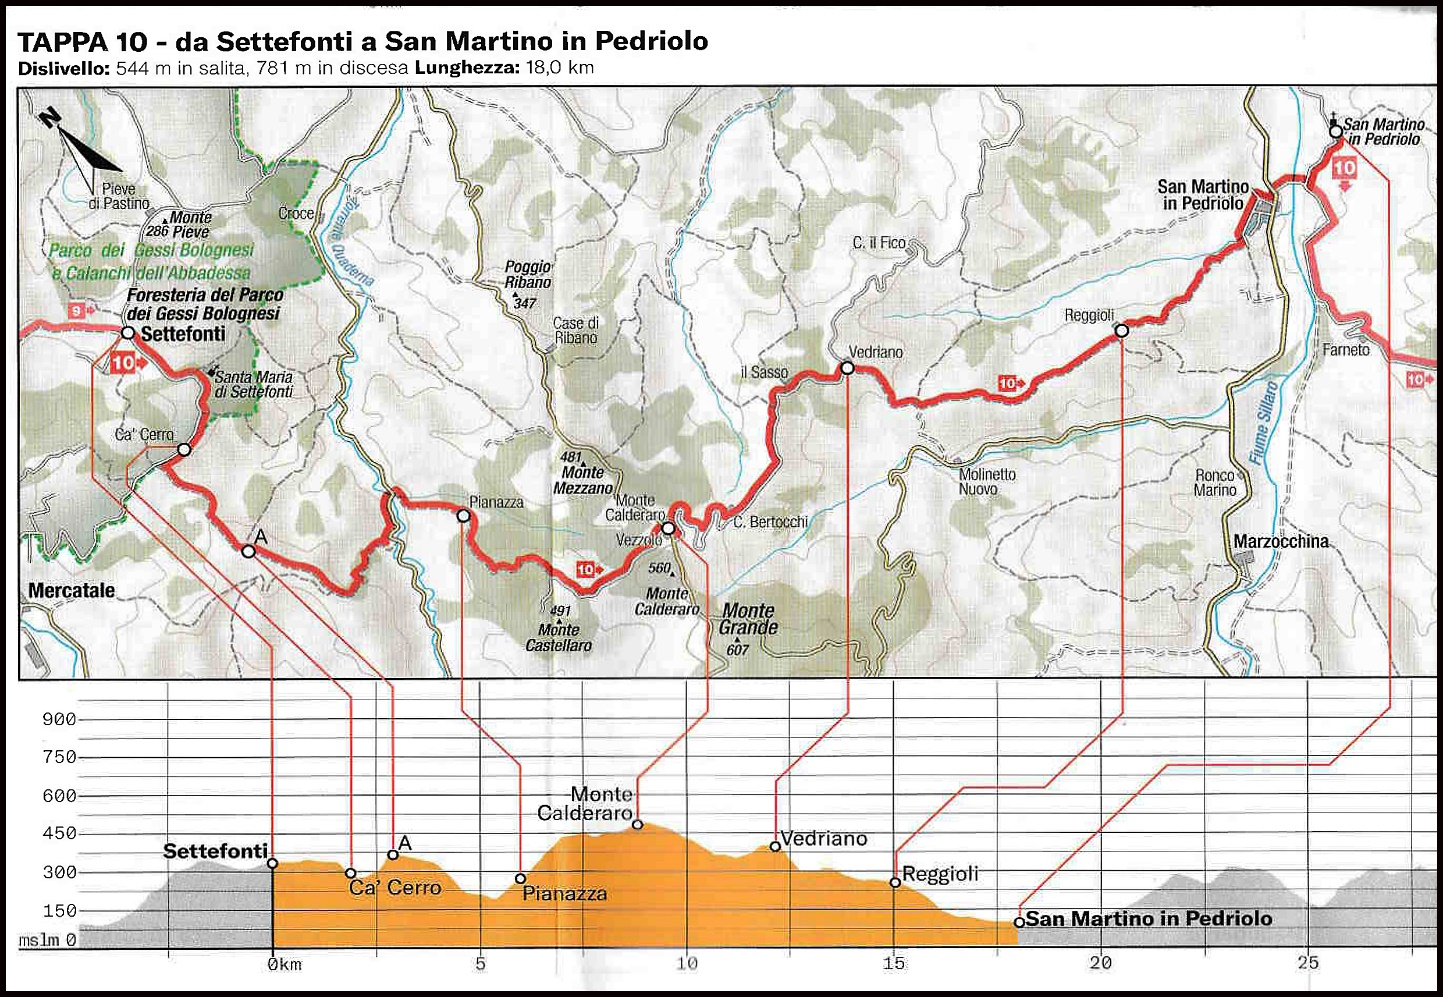 TAPPA 10 - da Settefonti a San Martino in Pedriolo
Dislivello: 544 m in salita, 781 m in discesa Lunghezza: 18,0 km
N
San Martino
in Pedriolo
10
Pieve
di Pastino
Monte
286 Pieve
Croce
Torrente Quaderna
San Martino
in Pedriolo
Parco dei Gessi Bolognesi
e Calanchi dell'Abbadessa
C. il Fico
Poggio
Ribano
347
Foresteria del Parco
dei Gessi Bolognesi
9
Settefonti
Case di
Ribano
Reggioli
Farneto
10
10
Santa Maria
di Settefonti
il Sasso
Vedriano
10
Fiume Sillaro
Ca' Cerro
481
Monte
Mezzano
Molinetto
Nuovo
Ronco
Marino
Pianazza
Monte
Calderaro
C. Bertocchi
Vezzolo
A
Marzocchina
10
560
Monte
Calderaro
Mercatale
491
Monte
Castellaro
Monte
Grande
607
900
750
600
450
300
150
mslm 0
Settefonti
Ca' Cerro
A
Pianazza
Monte
Calderaro
Vedriano
Reggioli
San Martino in Pedriolo
0km
5
10
15
20
25